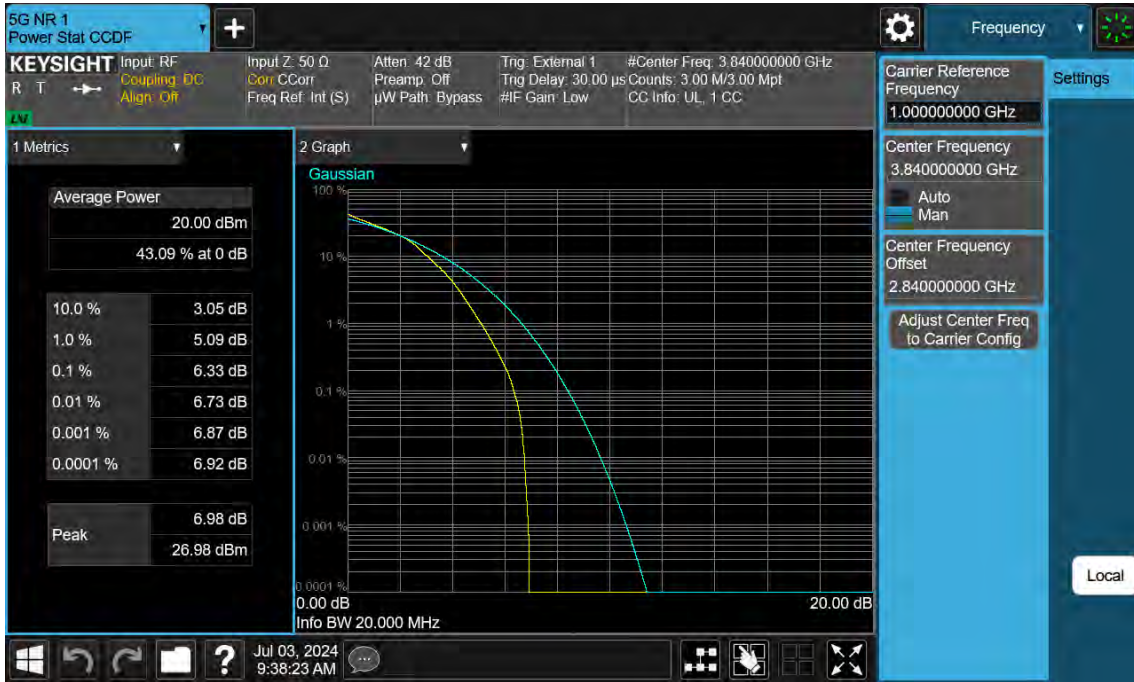 5G NR 1
Power Stat CCDF
+
Frequency
KEYSIGHT
R T
LNI
Input: RF
Coupling: DC
Align: Off
Input Z: 50 Ω
Corr CCorr
Freq Ref: Int (S)
Atten: 42 dB
Preamp: Off
µW Path: Bypass
Trig: External 1
Trig Delay: 30.00 µs
#IF Gain: Low
#Center Freq: 3.840000000 GHz
Counts: 3.00 M/3.00 Mpt
CC Info: UL, 1 CC
Carrier Reference
Frequency
1.000000000 GHz
Settings
Center Frequency
3.840000000 GHz
Auto
Man
Center Frequency
Offset
2.840000000 GHz
Adjust Center Freq
to Carrier Config
Local
1 Metrics
Average Power
20.00 dBm
43.09 % at 0 dB
10.0 % 3.05 dB
1.0 % 5.09 dB
0.1 % 6.33 dB
0.01 % 6.73 dB
0.001 % 6.87 dB
0.0001 % 6.92 dB
Peak
6.98 dB
26.98 dBm
2 Graph
Gaussian
100 %
10 %
1 %
0.1 %
0.01 %
0.001 %
0.0001 %
0.00 dB
20.00 dB
Info BW 20.000 MHz
?
Jul 03, 2024
9:38:23 AM